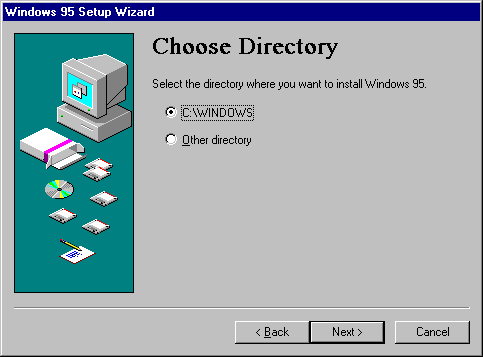 Windows 95 Setup Wizard
Choose Directory
Select the directory where you want to install Windows 95.
C:\WINDOWS
Other directory
< Back
Next >
Cancel